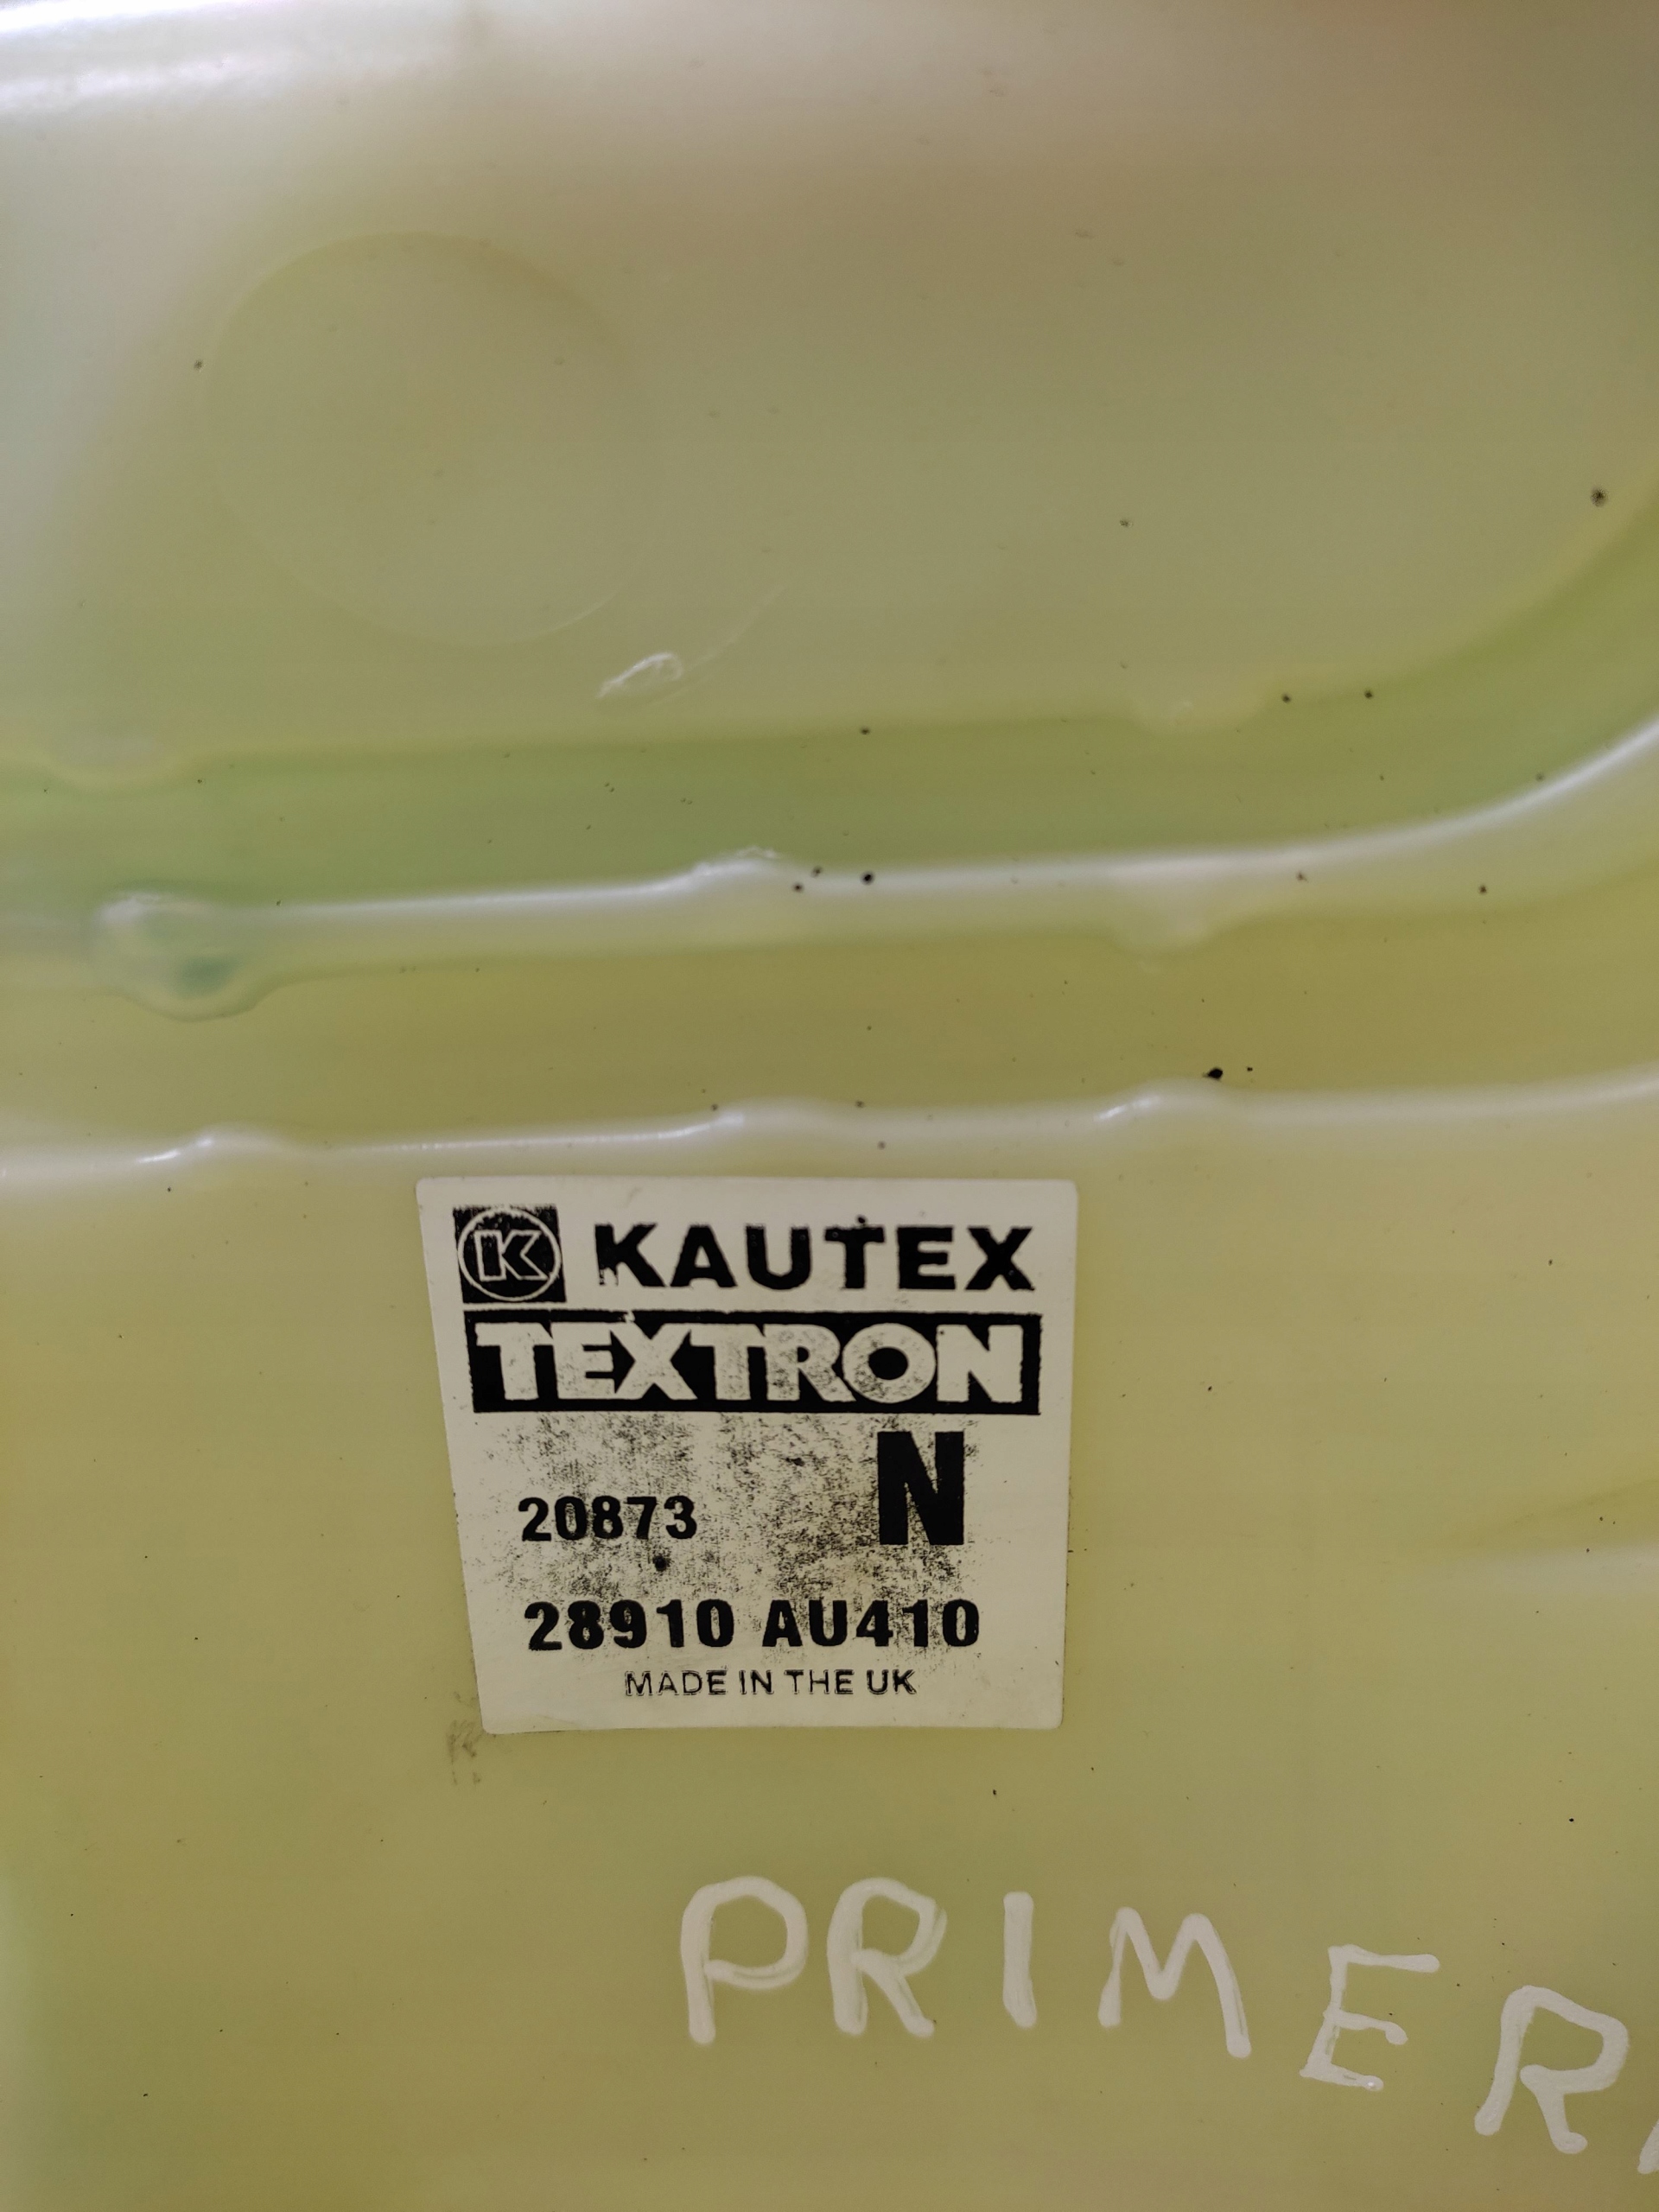 K KAUTEX
TEXTRON
N
20873
28910 AU410
MADE IN THE UK
PRIMER